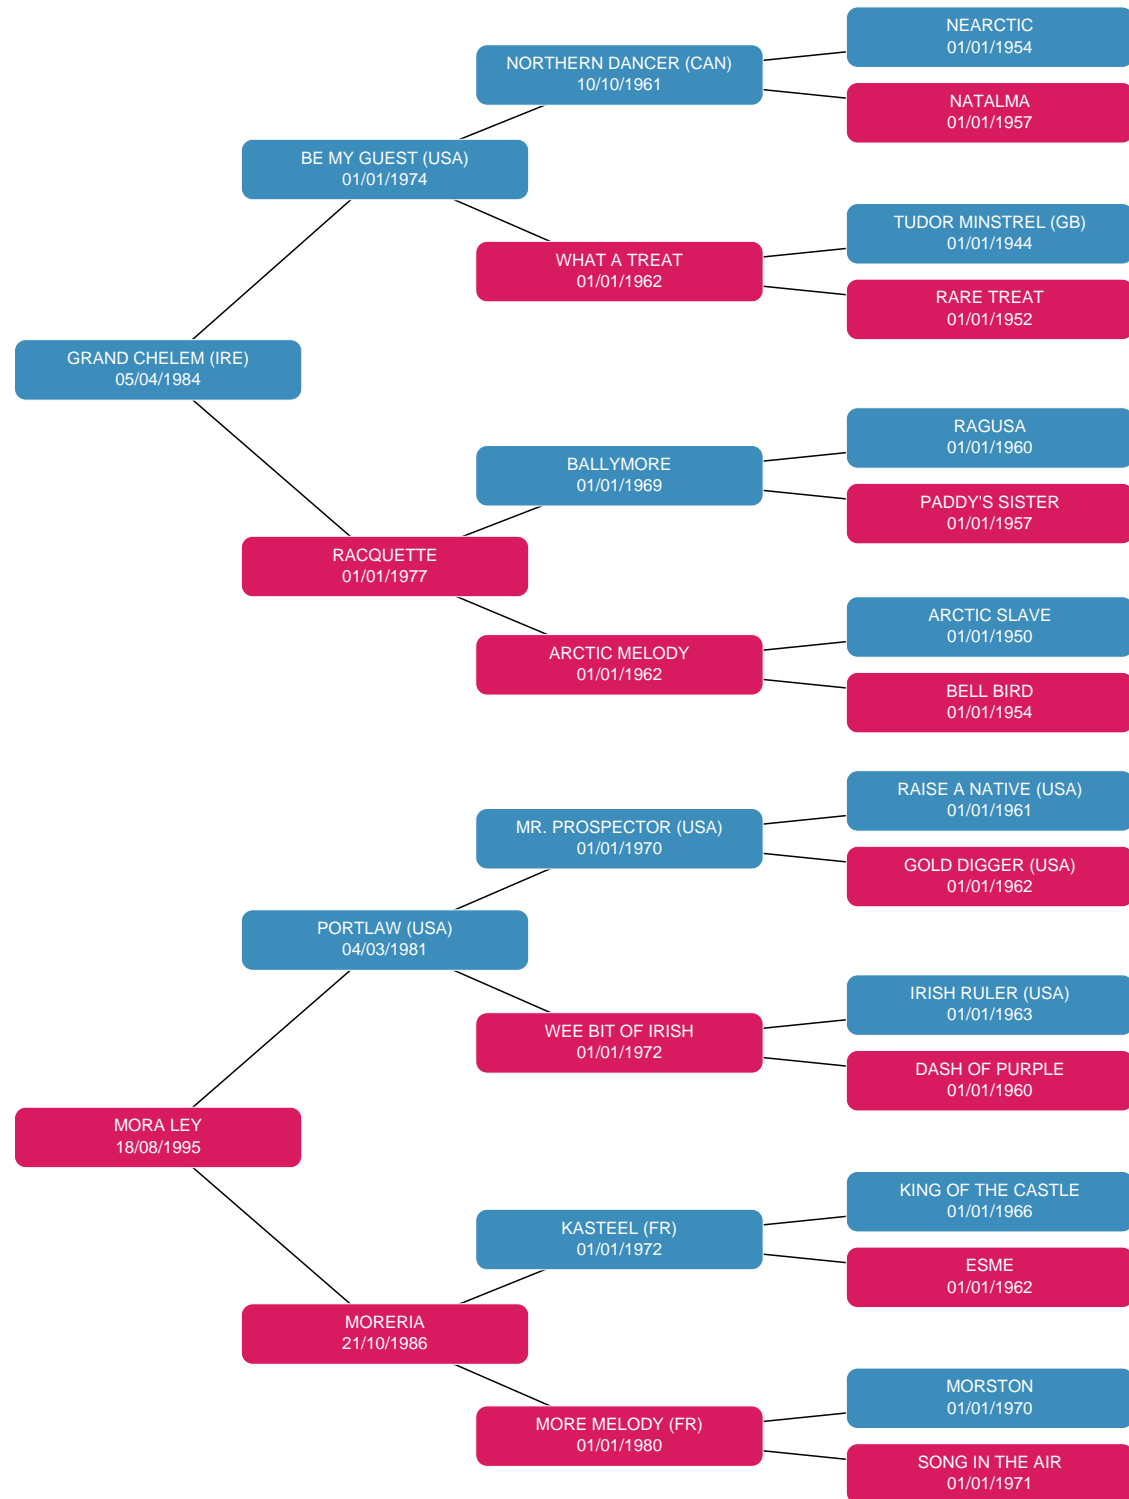 NEARCTIC
01/01/1954
NORTHERN DANCER (CAN)
10/10/1961
NATALMA
01/01/1957
BE MY GUEST (USA)
01/01/1974
TUDOR MINSTREL (GB)
01/01/1944
WHAT A TREAT
01/01/1962
RARE TREAT
01/01/1952
GRAND CHELEM (IRE)
05/04/1984
RAGUSA
01/01/1960
BALLYMORE
01/01/1969
PADDY'S SISTER
01/01/1957
RACQUETTE
01/01/1977
ARCTIC SLAVE
01/01/1950
ARCTIC MELODY
01/01/1962
BELL BIRD
01/01/1954
RAISE A NATIVE (USA)
01/01/1961
MR. PROSPECTOR (USA)
01/01/1970
GOLD DIGGER (USA)
01/01/1962
PORTLAW (USA)
04/03/1981
IRISH RULER (USA)
01/01/1963
WEE BIT OF IRISH
01/01/1972
DASH OF PURPLE
01/01/1960
MORA LEY
18/08/1995
KING OF THE CASTLE
01/01/1966
KASTEEL (FR)
01/01/1972
ESME
01/01/1962
MORERIA
21/10/1986
MORSTON
01/01/1970
MORE MELODY (FR)
01/01/1980
SONG IN THE AIR
01/01/1971